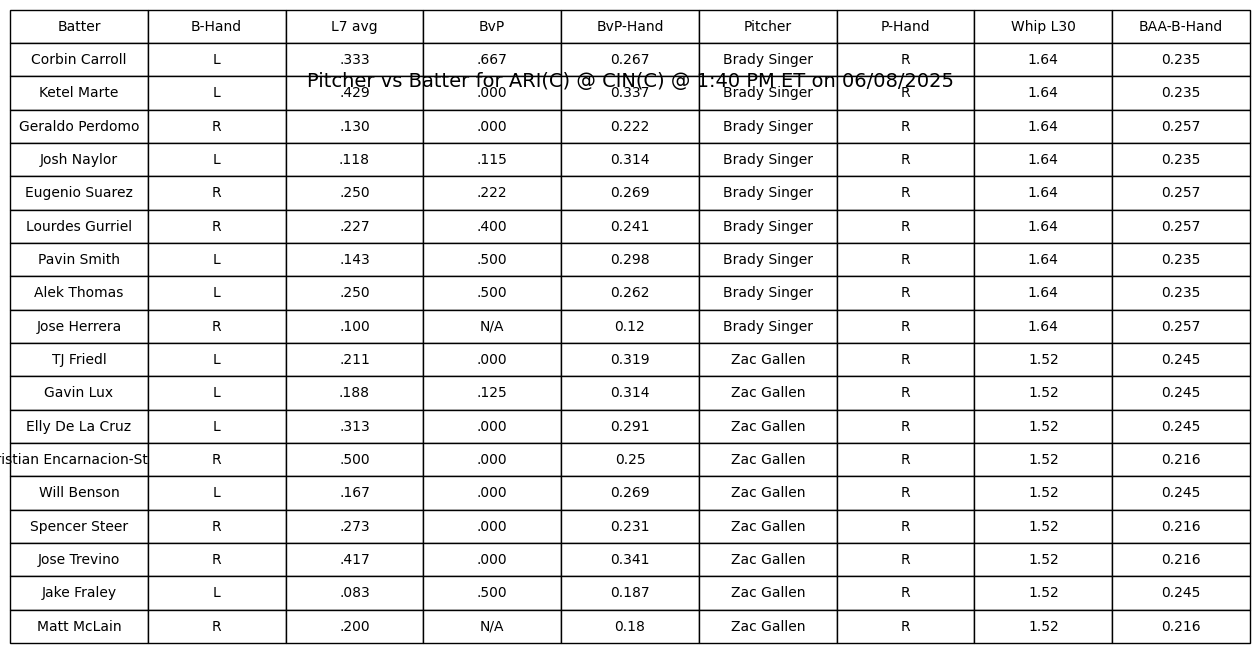 Batter B-Hand L7 avg BvP BvP-Hand Pitcher P-Hand Whip L30 BAA-B-Hand
Corbin Carroll L .333 .667 0.267 Brady Singer R 1.64 0.235
Pitcher vs Batter for ARI(C) @ CIN(C) @ 1:40 PM ET on 06/08/2025
Ketel Marte L .429 .000 0.337 Brady Singer R 1.64 0.235
Geraldo Perdomo R .130 .000 0.222 Brady Singer R 1.64 0.257
Josh Naylor L .118 .115 0.314 Brady Singer R 1.64 0.235
Eugenio Suarez R .250 .222 0.269 Brady Singer R 1.64 0.257
Lourdes Gurriel R .227 .400 0.241 Brady Singer R 1.64 0.257
Pavin Smith L .143 .500 0.298 Brady Singer R 1.64 0.235
Alek Thomas L .250 .500 0.262 Brady Singer R 1.64 0.235
Jose Herrera R .100 N/A 0.12 Brady Singer R 1.64 0.257
TJ Friedl L .211 .000 0.319 Zac Gallen R 1.52 0.245
Gavin Lux L .188 .125 0.314 Zac Gallen R 1.52 0.245
Elly De La Cruz L .313 .000 0.291 Zac Gallen R 1.52 0.245
istian Encarnacion-St R .500 .000 0.25 Zac Gallen R 1.52 0.216
Will Benson L .167 .000 0.269 Zac Gallen R 1.52 0.245
Spencer Steer R .273 .000 0.231 Zac Gallen R 1.52 0.216
Jose Trevino R .417 .000 0.341 Zac Gallen R 1.52 0.216
Jake Fraley L .083 .500 0.187 Zac Gallen R 1.52 0.245
Matt McLain R .200 N/A 0.18 Zac Gallen R 1.52 0.216